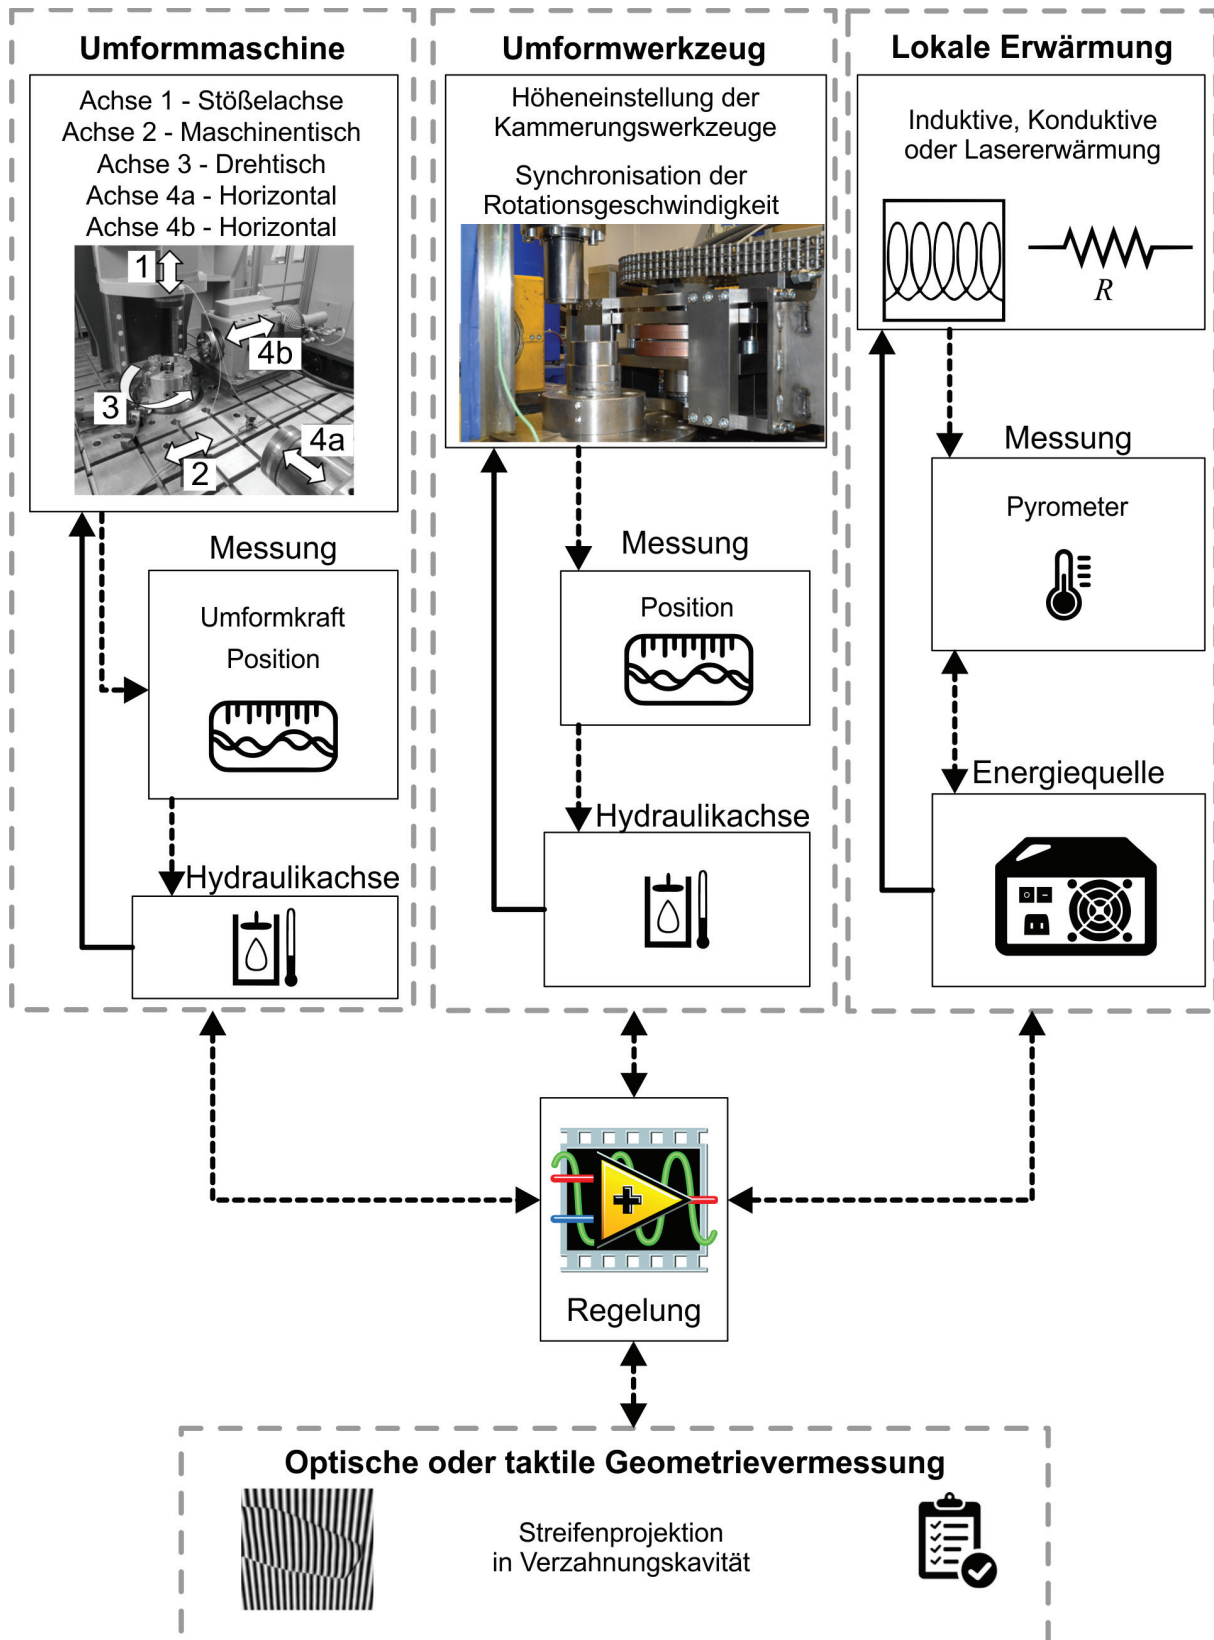 Umformmaschine
Achse 1 - Stößelachse
Achse 2 - Maschinentisch
Achse 3 - Drehtisch
Achse 4a - Horizontal
Achse 4b - Horizontal
1
4b
3
4a
2
Messung
Umformkraft
Position
Hydraulikachse
Umformwerkzeug
Höheneinstellung der
Kammerungswerkzeuge
Synchronisation der
Rotationsgeschwindigkeit
Messung
Position
Hydraulikachse
Lokale Erwärmung
Induktive, Konduktive
oder Lasererwärmung
R
Messung
Pyrometer
Energiequelle
Regelung
Optische oder taktile Geometrievermessung
Streifenprojektion
in Verzahnungskavität